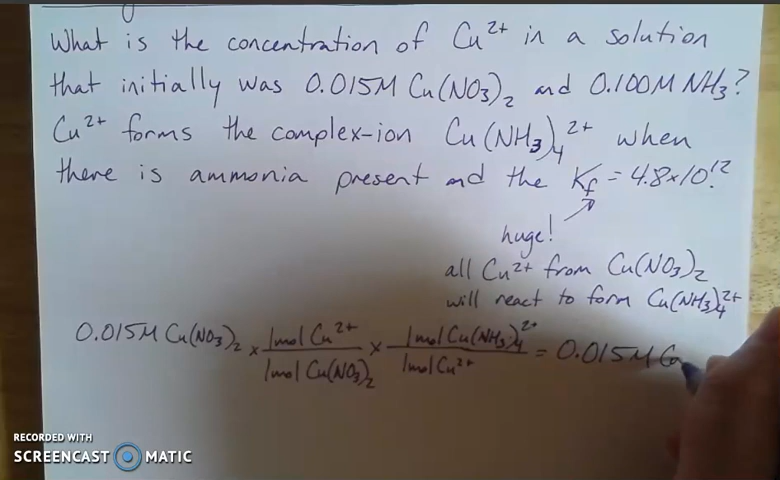 What is the concentration of Cu²⁺ in a solution
that initially was 0.015M Cu(NO₃)₂ and 0.100M NH₃?
Cu²⁺ forms the complex-ion Cu(NH₃)₄²⁺ when
there is ammonia present and the Kf = 4.8×10¹².
huge!
all Cu²⁺ from Cu(NO₃)₂
will react to form Cu(NH₃)₄²⁺
0.015M Cu(NO₃)₂ × 1mol Cu²⁺ / 1mol Cu(NO₃)₂ × 1mol Cu(NH₃)₄²⁺ / 1mol Cu²⁺ = 0.015M Cu
RECORDED WITH
SCREENCAST MATIC